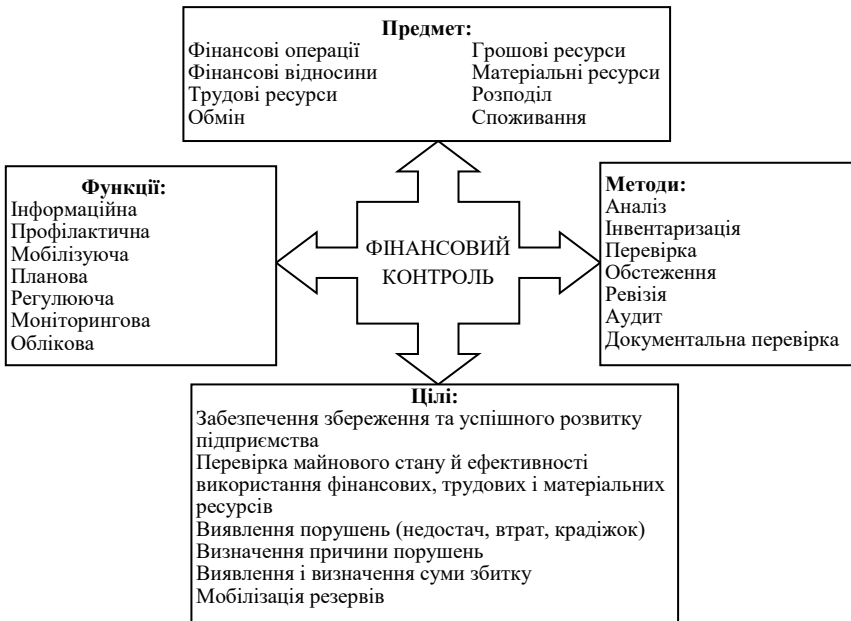 Предмет:
Фінансові операції
Фінансові відносини
Трудові ресурси
Обмін
Грошові ресурси
Матеріальні ресурси
Розподіл
Споживання
Функції:
Інформаційна
Профілактична
Мобілізуюча
Планова
Регулююча
Моніторингова
Облікова
ФІНАНСОВИЙ
КОНТРОЛЬ
Методи:
Аналіз
Інвентаризація
Перевірка
Обстеження
Ревізія
Аудит
Документальна перевірка
Цілі:
Забезпечення збереження та успішного розвитку
підприємства
Перевірка майнового стану й ефективності
використання фінансових, трудових і матеріальних
ресурсів
Виявлення порушень (недостач, втрат, крадіжок)
Визначення причини порушень
Виявлення і визначення суми збитку
Мобілізація резервів